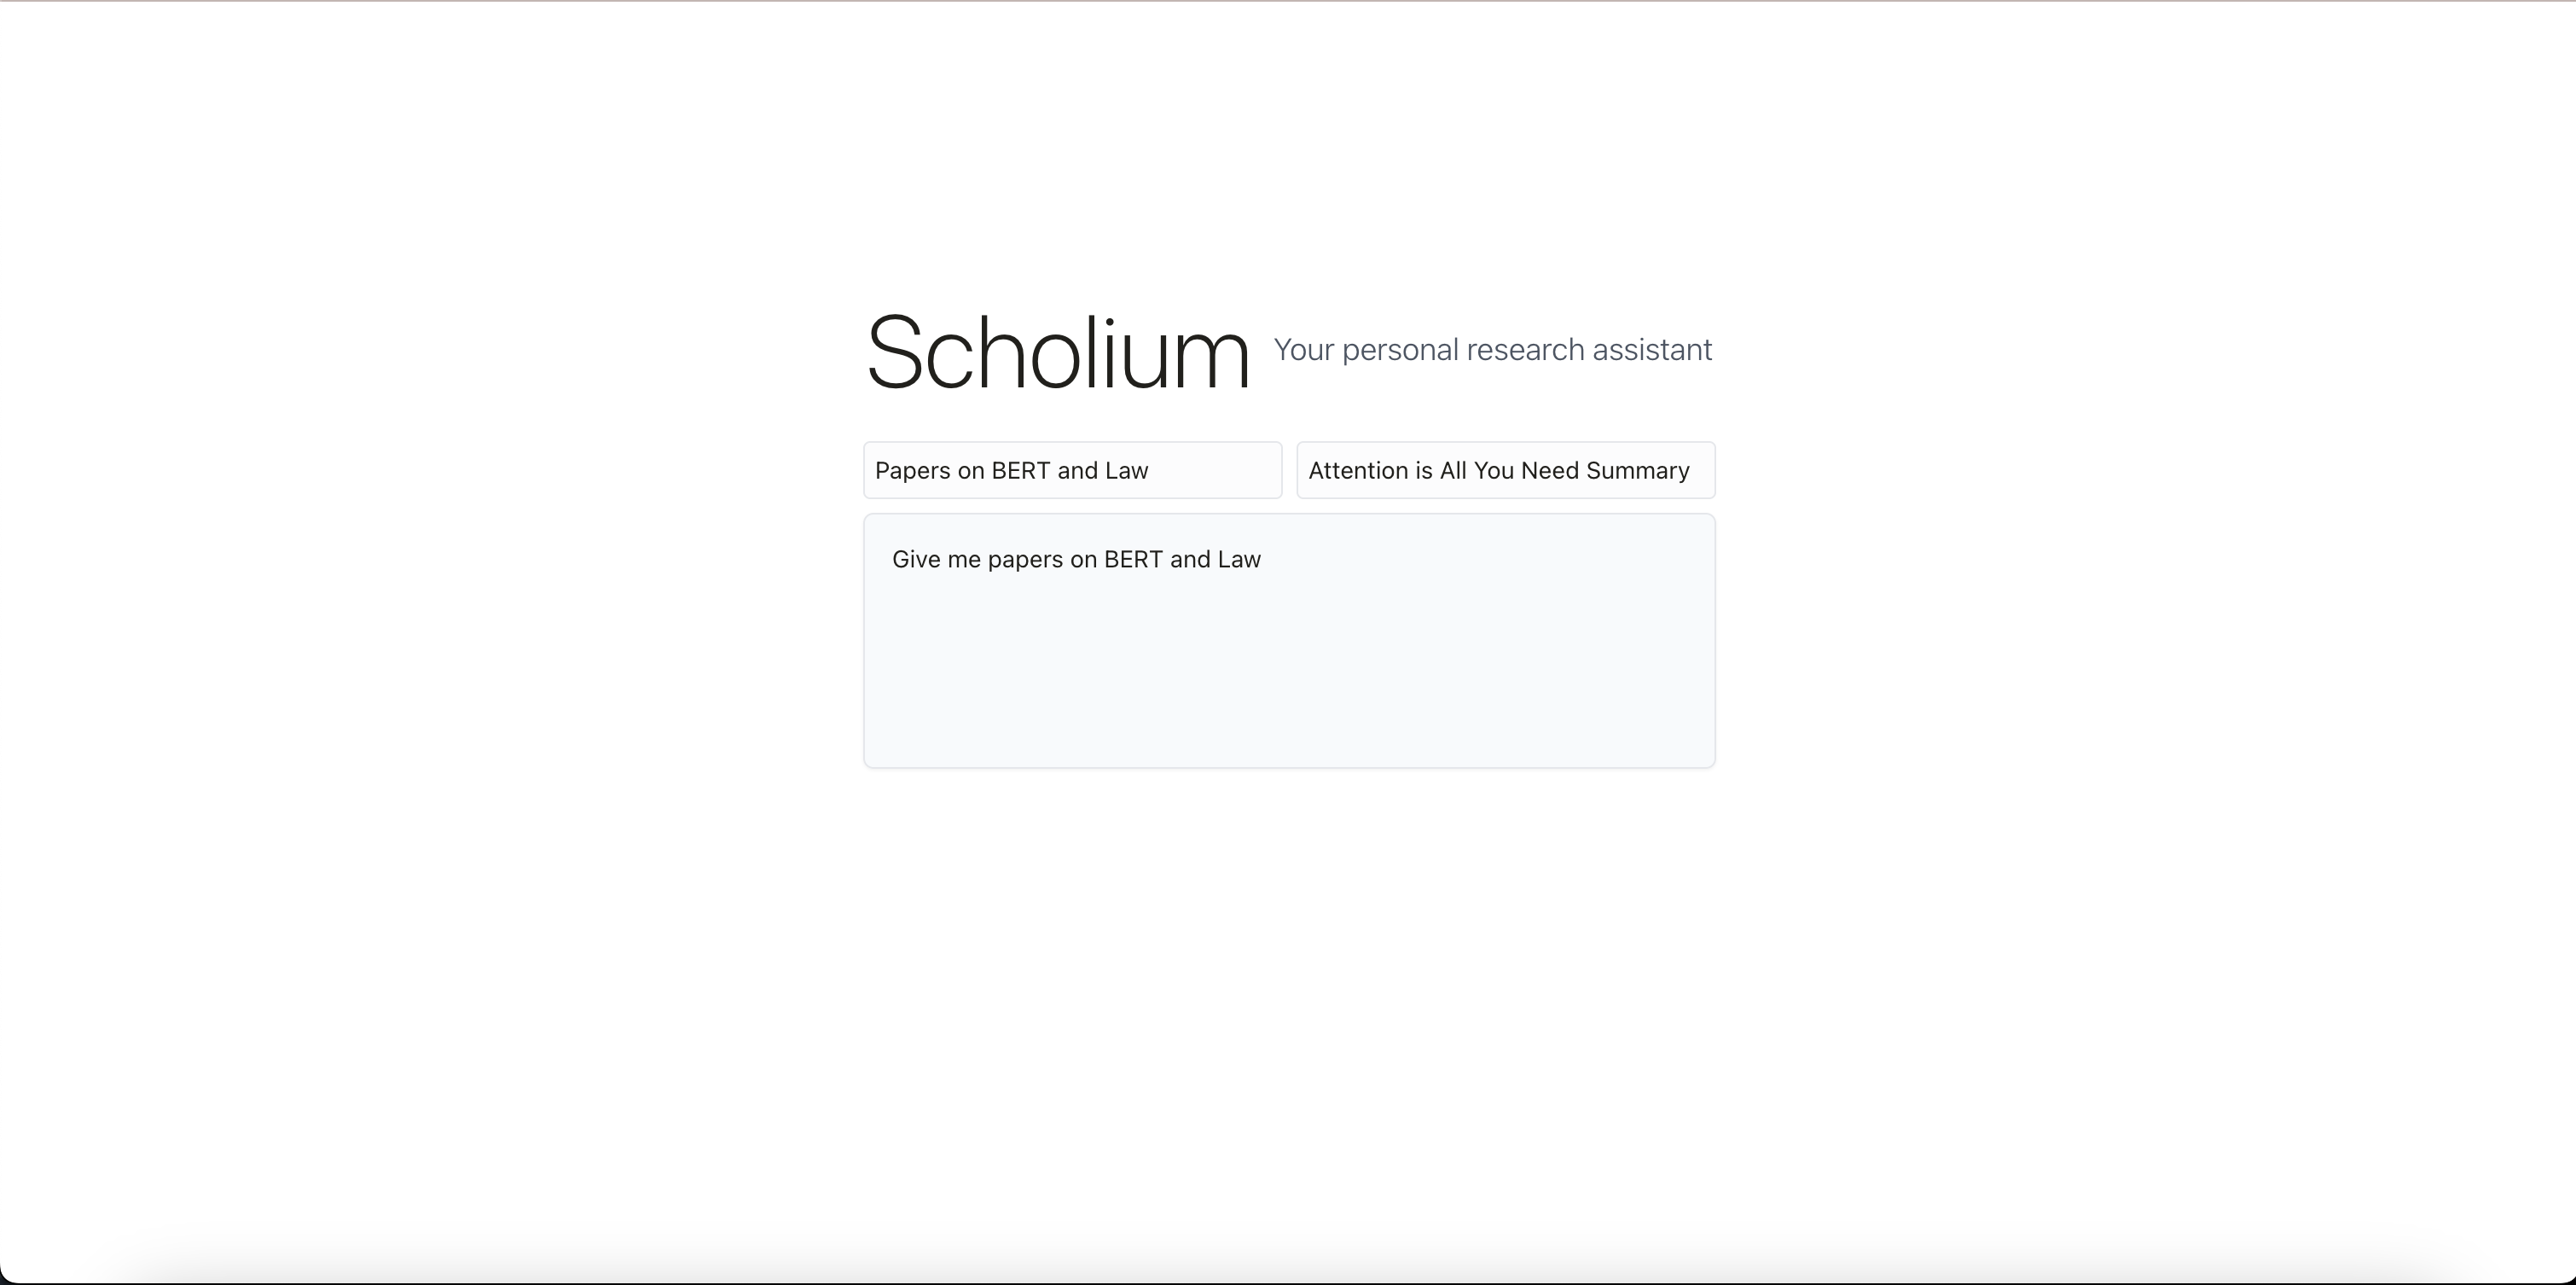 Scholium Your personal research assistant
Papers on BERT and Law
Attention is All You Need Summary
Give me papers on BERT and Law